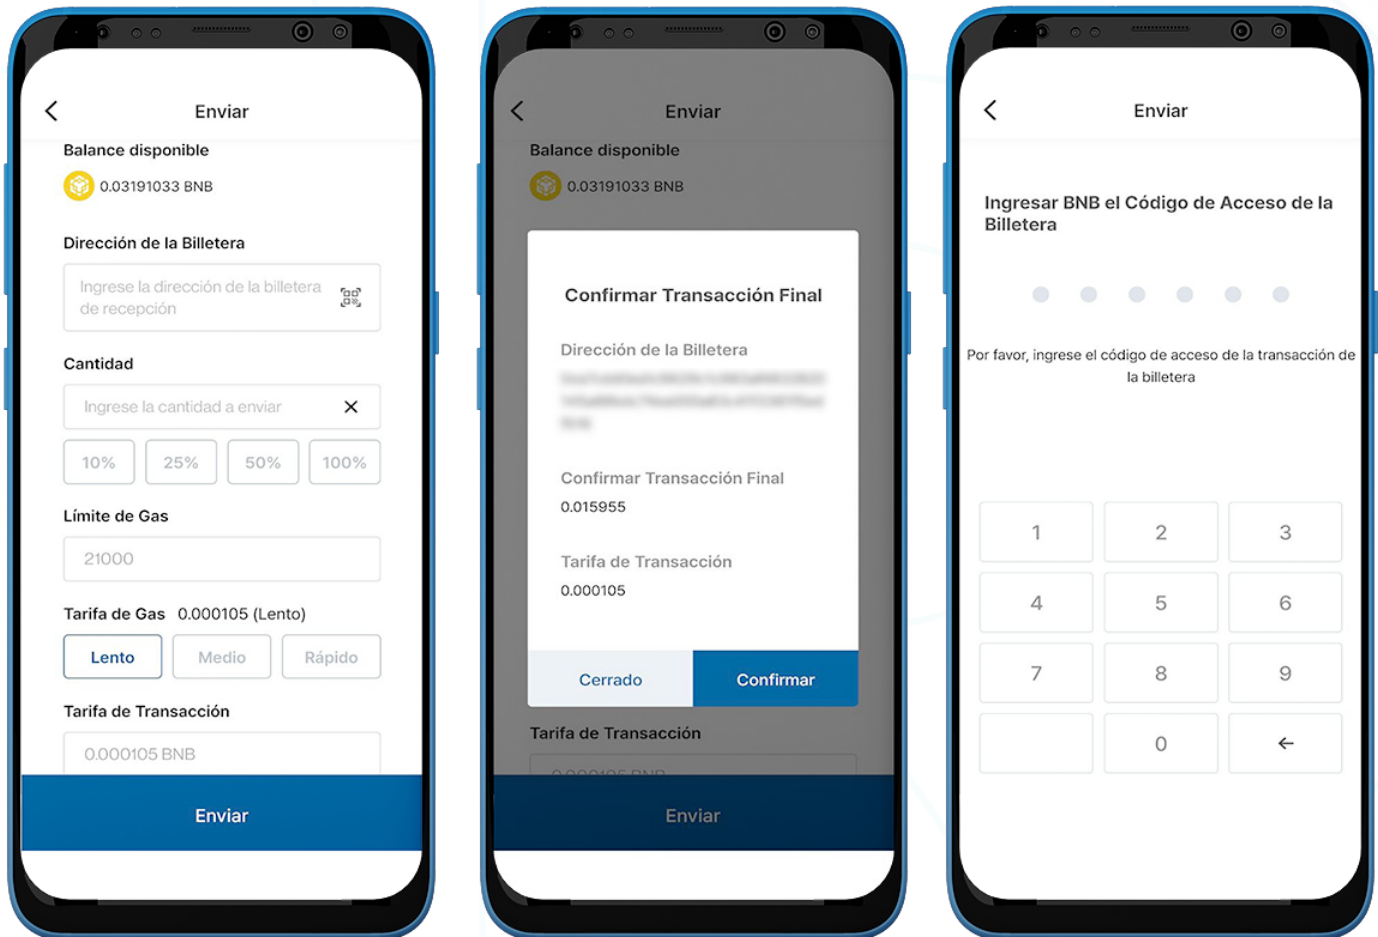 Enviar
Balance disponible
0.03191033 BNB
Dirección de la Billetera
Ingrese la dirección de la billetera
de recepción
Cantidad
Ingrese la cantidad a enviar
10%
25%
50%
100%
Límite de Gas
21000
Tarifa de Gas 0.000105 (Lento)
Lento
Medio
Rápido
Tarifa de Transacción
0.000105 BNB
Enviar
Enviar
Balance disponible
0.03191033 BNB
Confirmar Transacción Final
Dirección de la Billetera
Confirmar Transacción Final
0.015955
Tarifa de Transacción
0.000105
Cerrado
Confirmar
Tarifa de Transacción
0.000105 BNB
Enviar
Enviar
Ingresar BNB el Código de Acceso de la
Billetera
Por favor, ingrese el código de acceso de la transacción de
la billetera
1
2
3
4
5
6
7
8
9
0